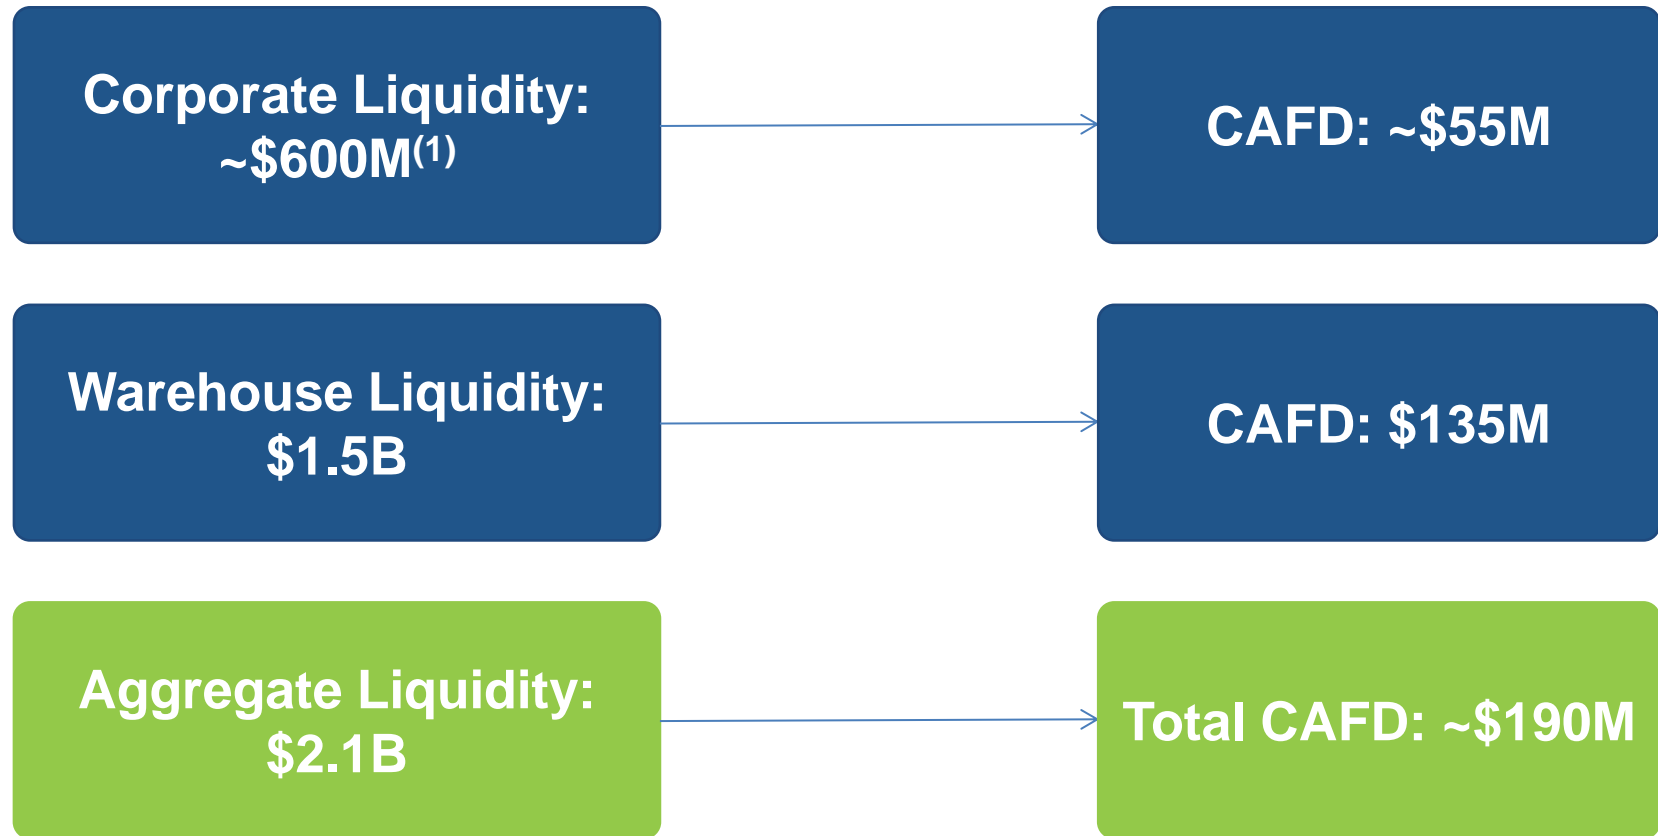 Corporate Liquidity:
~$600M(1)
CAFD: ~$55M
Warehouse Liquidity:
$1.5B
CAFD: $135M
Aggregate Liquidity:
$2.1B
Total CAFD: ~$190M